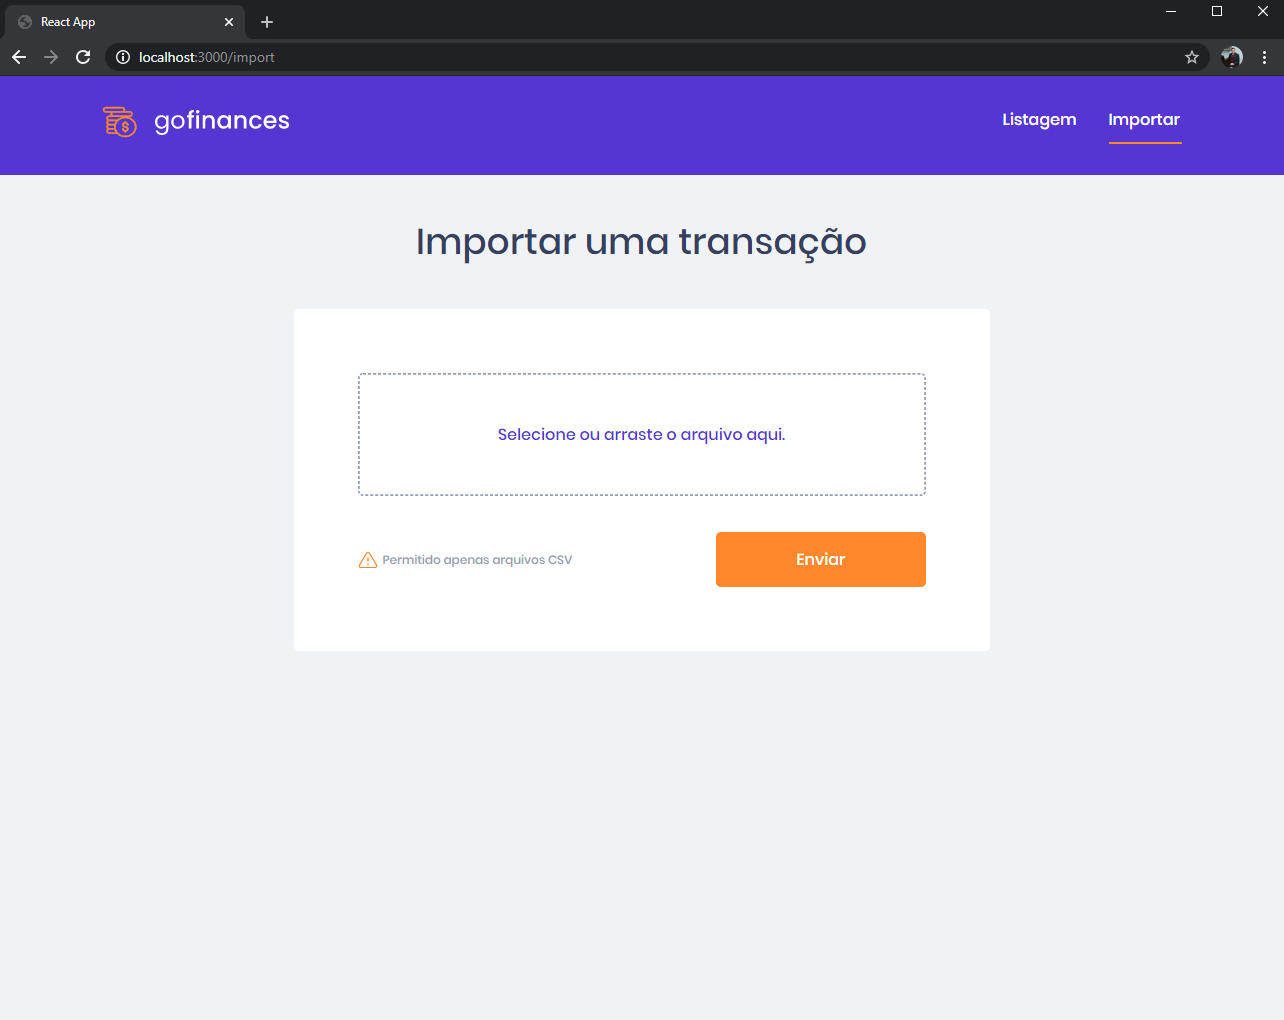 React App
localhost:3000/import
gofinances
Listagem
Importar
Importar uma transação
Selecione ou arraste o arquivo aqui.
Permitido apenas arquivos CSV
Enviar